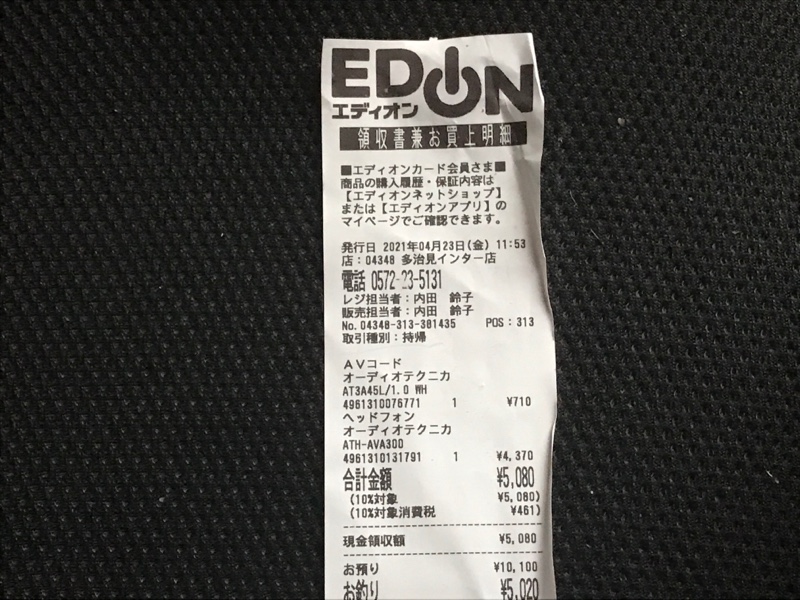 EDION
エディオン
領収書兼お買上明細
■エディオンカード会員さま■
商品の購入履歴・保証内容は
【エディオンネットショップ】
または【エディオンアプリ】の
マイページでご確認できます。
発行日 2021年04月23日(金) 11:53
店:04348 多治見インター店
電話 0572-23-5131
レジ担当者:内田 鈴子
販売担当者:内田 鈴子
No.04348-313-381435 POS:313
取引種別:持帰
AVコード
オーディオテクニカ
AT3A45L/1.0 WH
4961310076771 1 ¥710
ヘッドフォン
オーディオテクニカ
ATH-AVA300
4961310131791 1 ¥4,370
合計金額 ¥5,080
(10%対象 ¥5,080)
(10%対象消費税 ¥461)
現金領収額 ¥5,080
お預り ¥10,100
お釣り ¥5,020